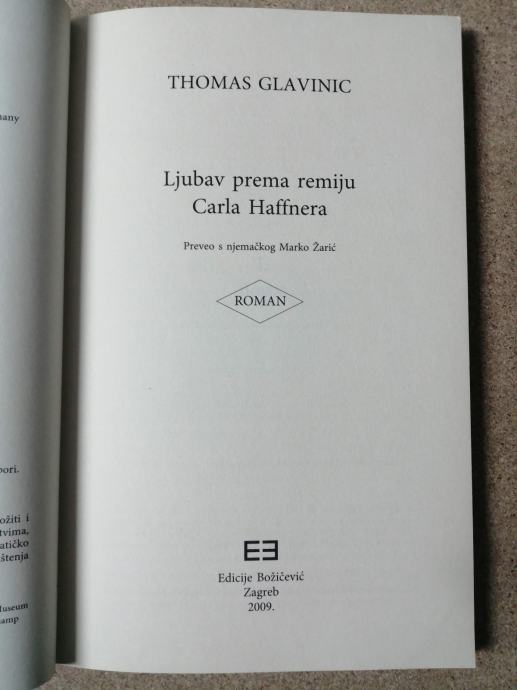 THOMAS GLAVINIC
Ljubav prema remiju
Carla Haffnera
Preveo s njemačkog Marko Žarić
ROMAN
Edicije Božičević
Zagreb
2009.